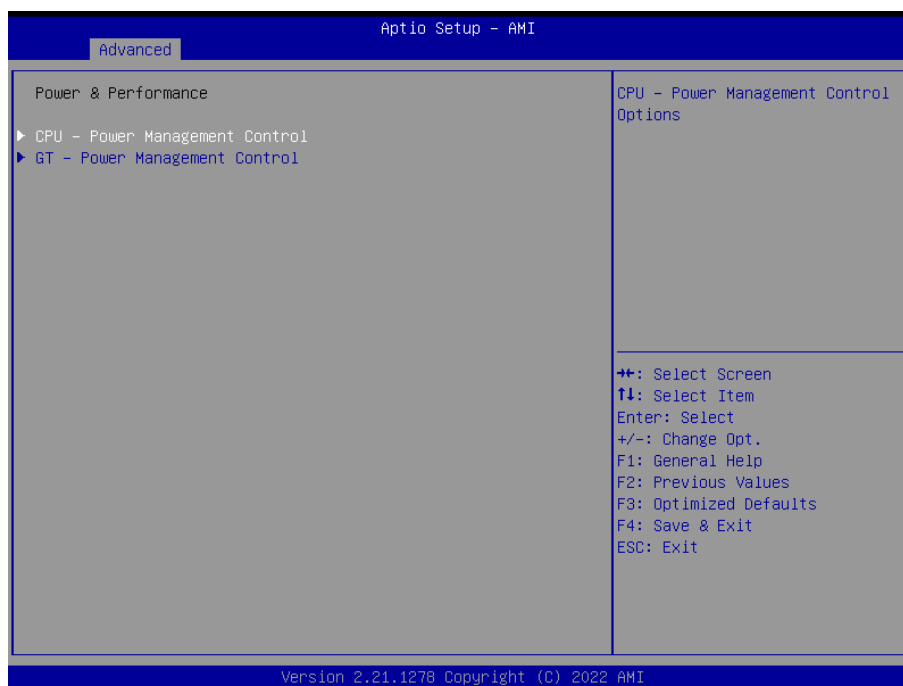 Aptio Setup – AMI
Advanced
Power & Performance
▶ CPU – Power Management Control
▶ GT – Power Management Control
CPU – Power Management Control
Options
→←: Select Screen
↑↓: Select Item
Enter: Select
+/-: Change Opt.
F1: General Help
F2: Previous Values
F3: Optimized Defaults
F4: Save & Exit
ESC: Exit
Version 2.21.1278 Copyright (C) 2022 AMI